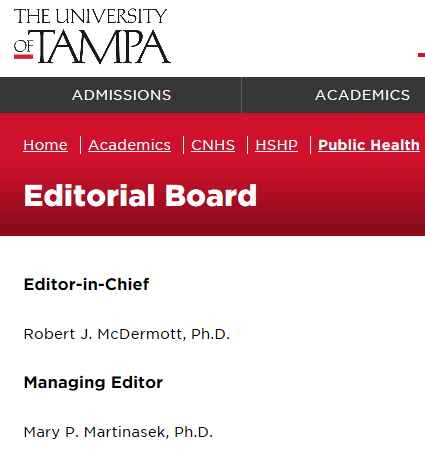 THE UNIVERSITY
OF TAMPA
ADMISSIONS
ACADEMICS
Home
Academics
CNHS
HSHP
Public Health
Editorial Board
Editor-in-Chief
Robert J. McDermott, Ph.D.
Managing Editor
Mary P. Martinasek, Ph.D.